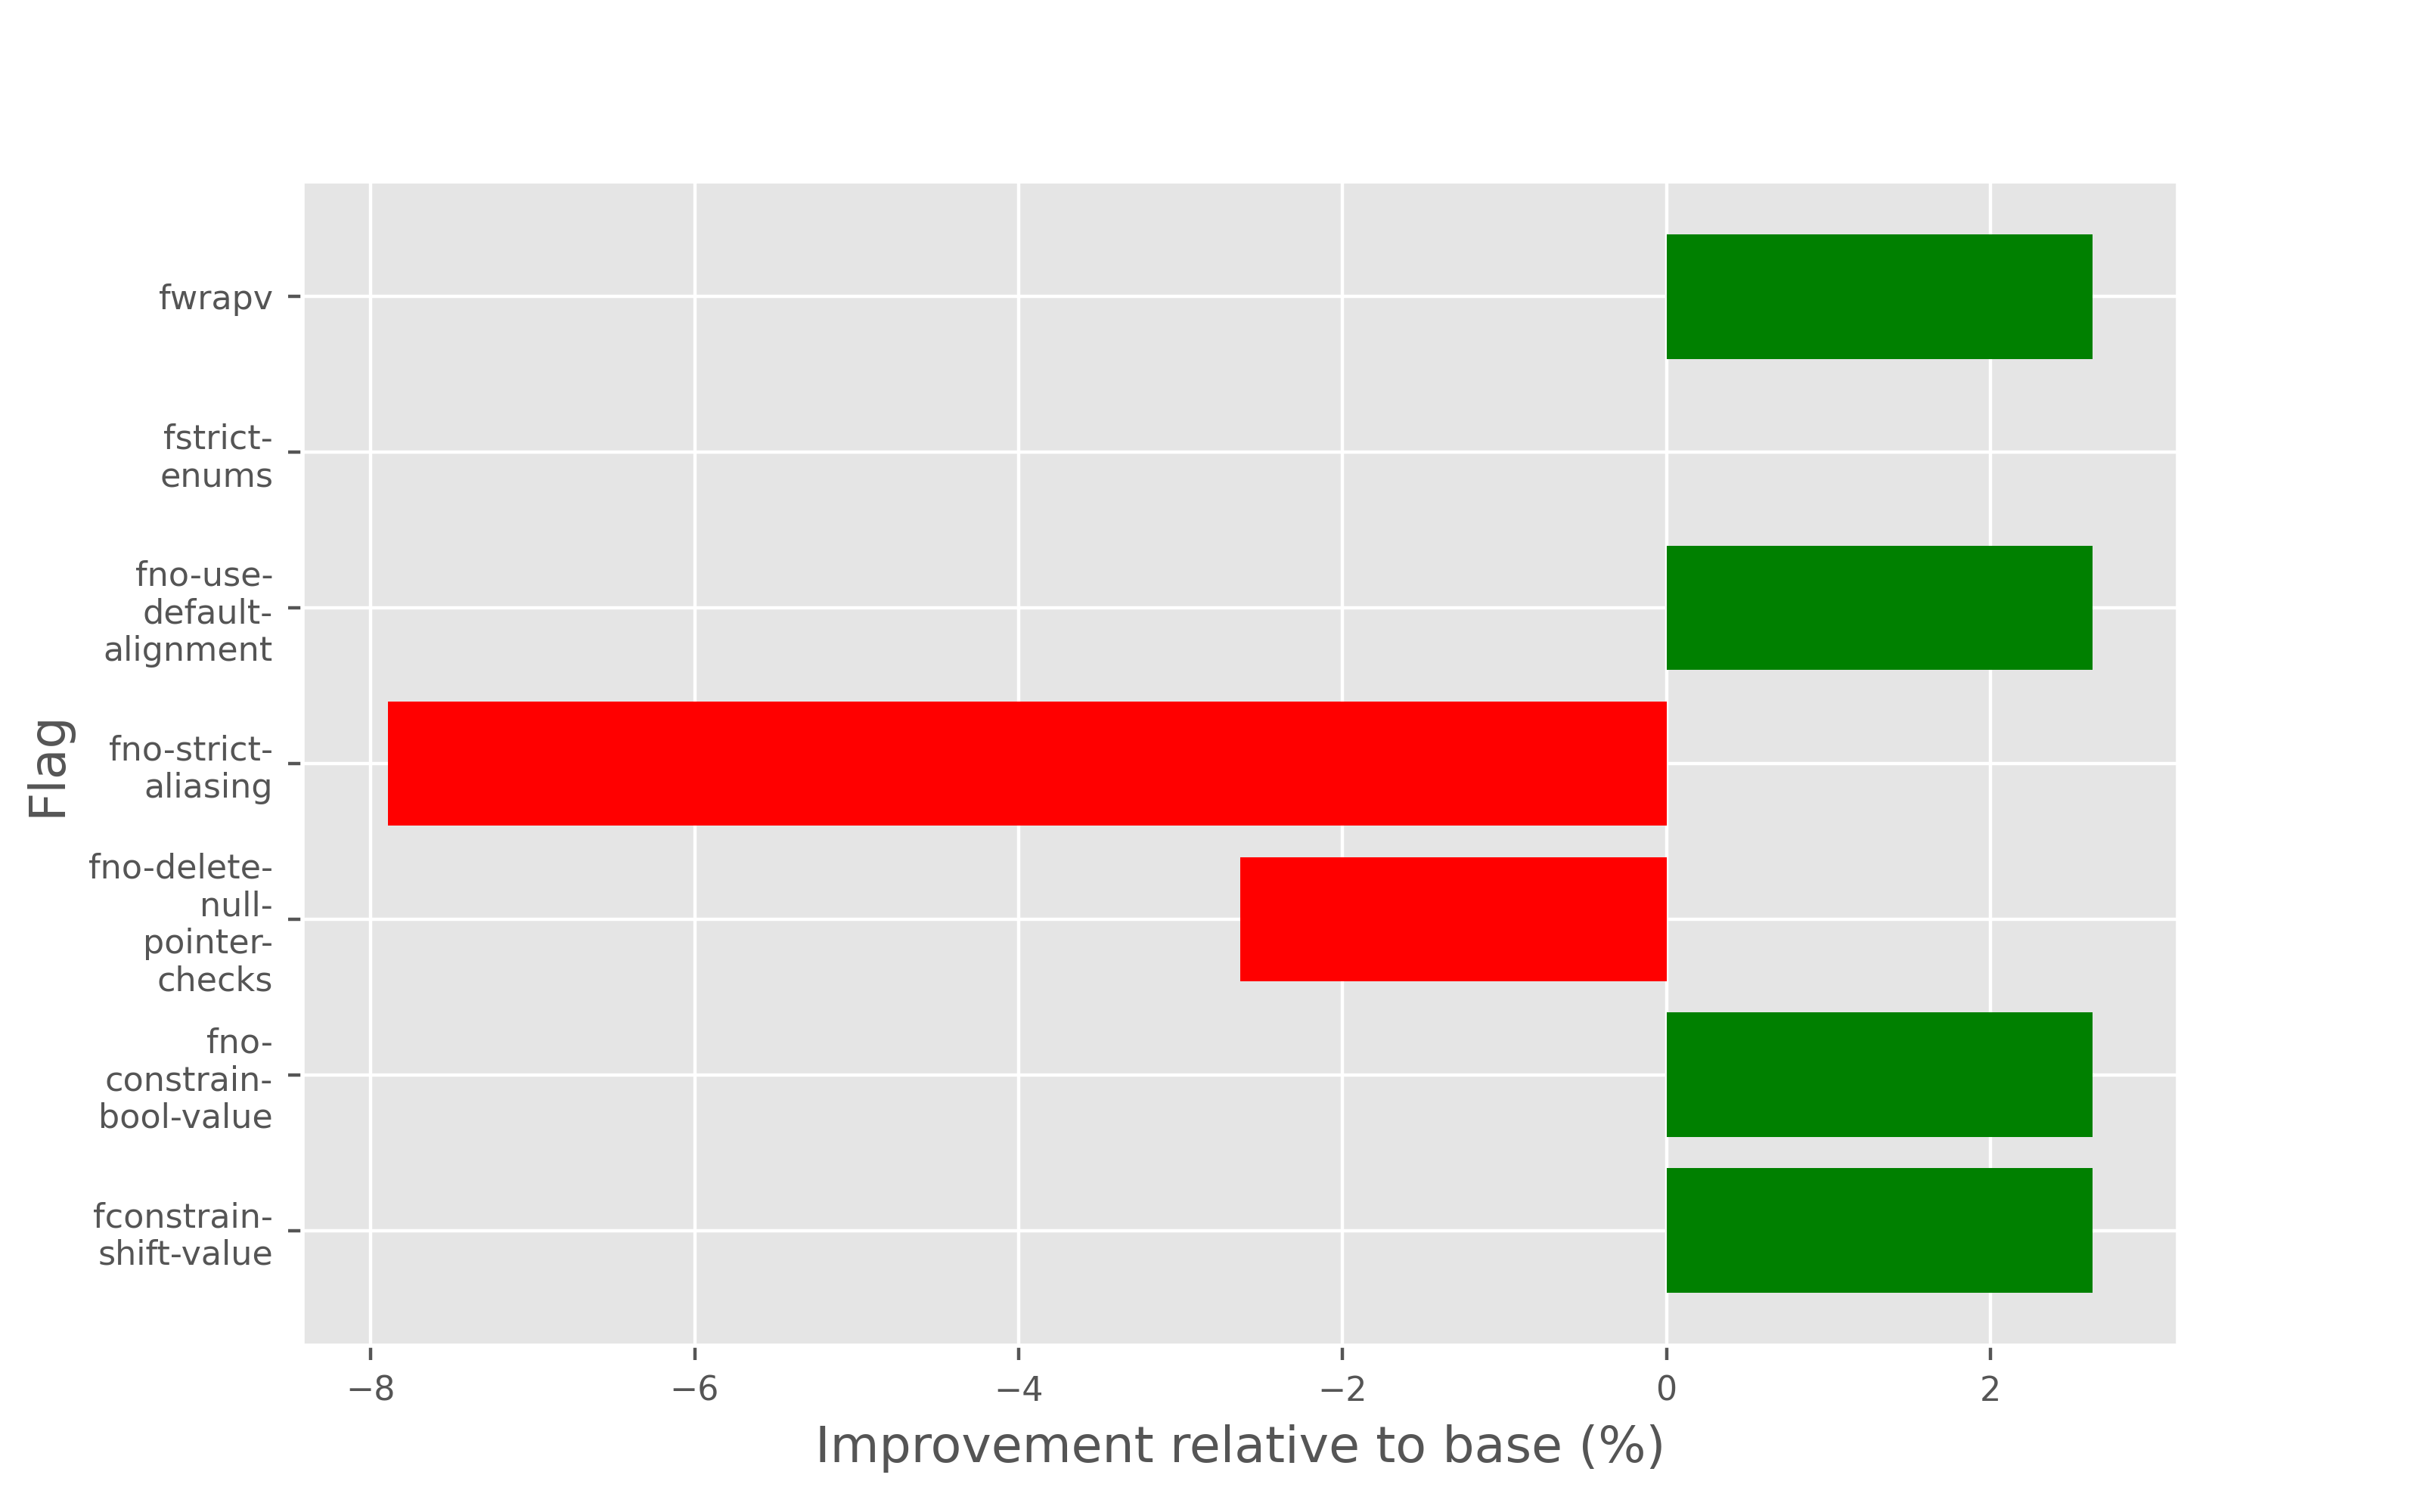 fwrapv
fstrict-
enums
fno-use-
default-
alignment
fno-strict-
aliasing
fno-delete-
null-
pointer-
checks
fno-
constrain-
bool-value
fconstrain-
shift-value
Flag
−8
−6
−4
−2
0
2
Improvement relative to base (%)